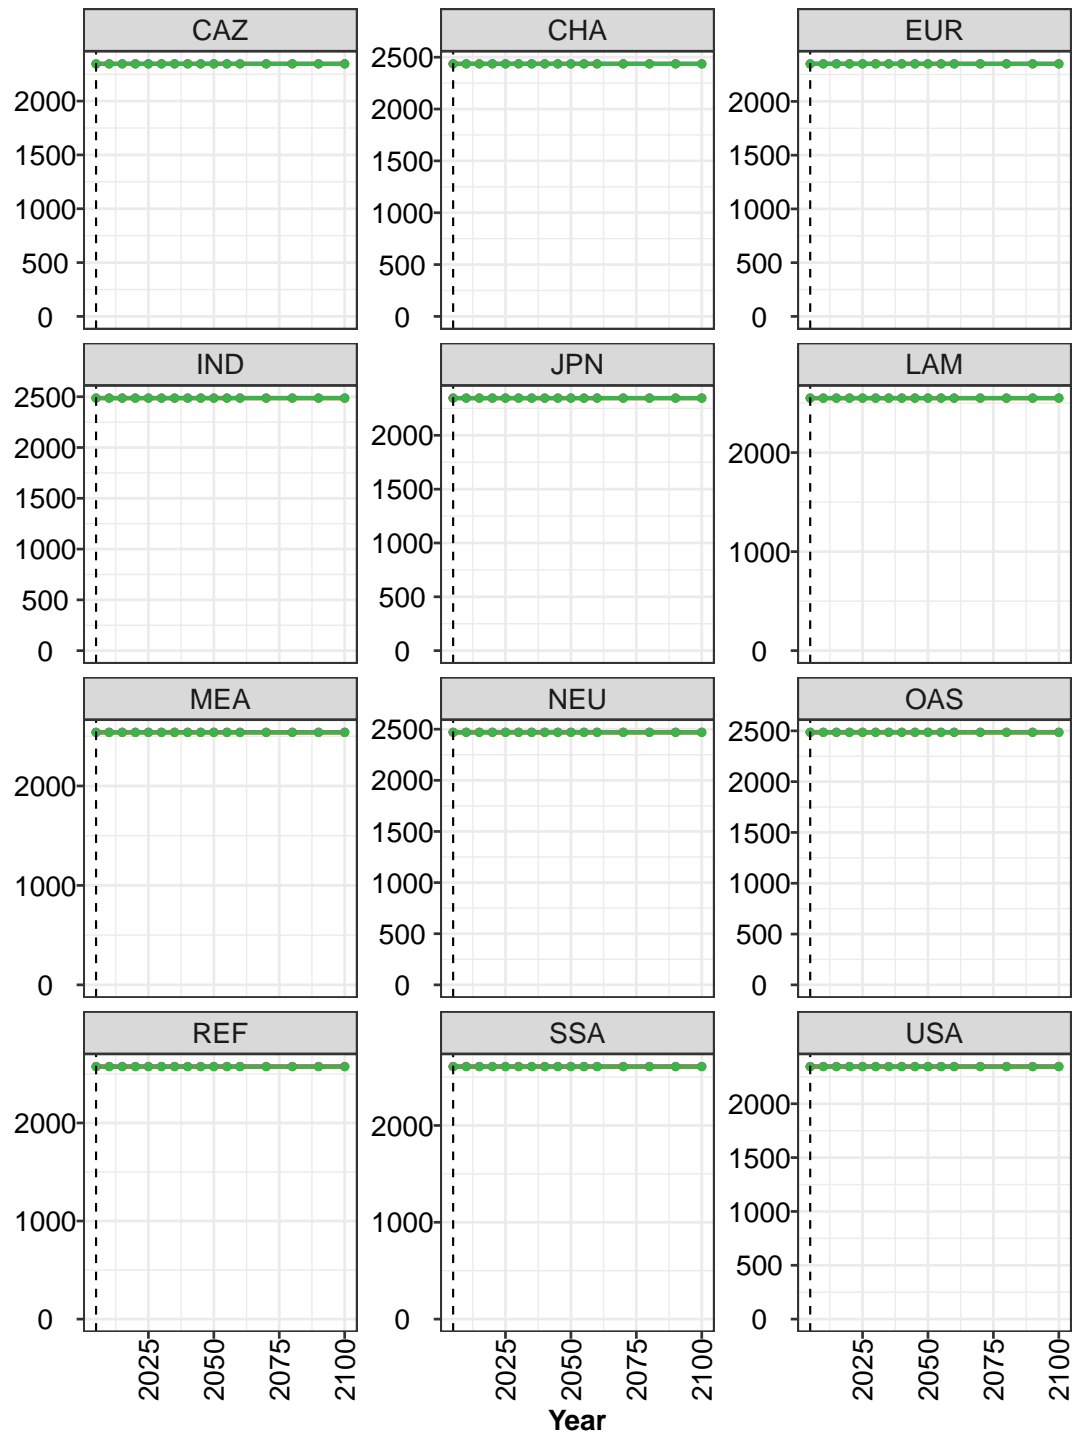 CAZ CHA EUR
2000 2500 2000
1500 2000 1500
1000 1500 1000
500 1000 500
0 500 0
0
IND JPN LAM
2500 2000 2000
2000 1500 1000
1500 1000 0
1000 500
500 0
0
MEA NEU OAS
2000 2500 2500
1000 2000 2000
0 1500 1500
1000 1000
500 500
0 0
REF SSA USA
2000 2000 2000
1000 1000 1500
0 0 1000
500
0
2025 2050 2075 2100 2025 2050 2075 2100 2025 2050 2075 2100
Year